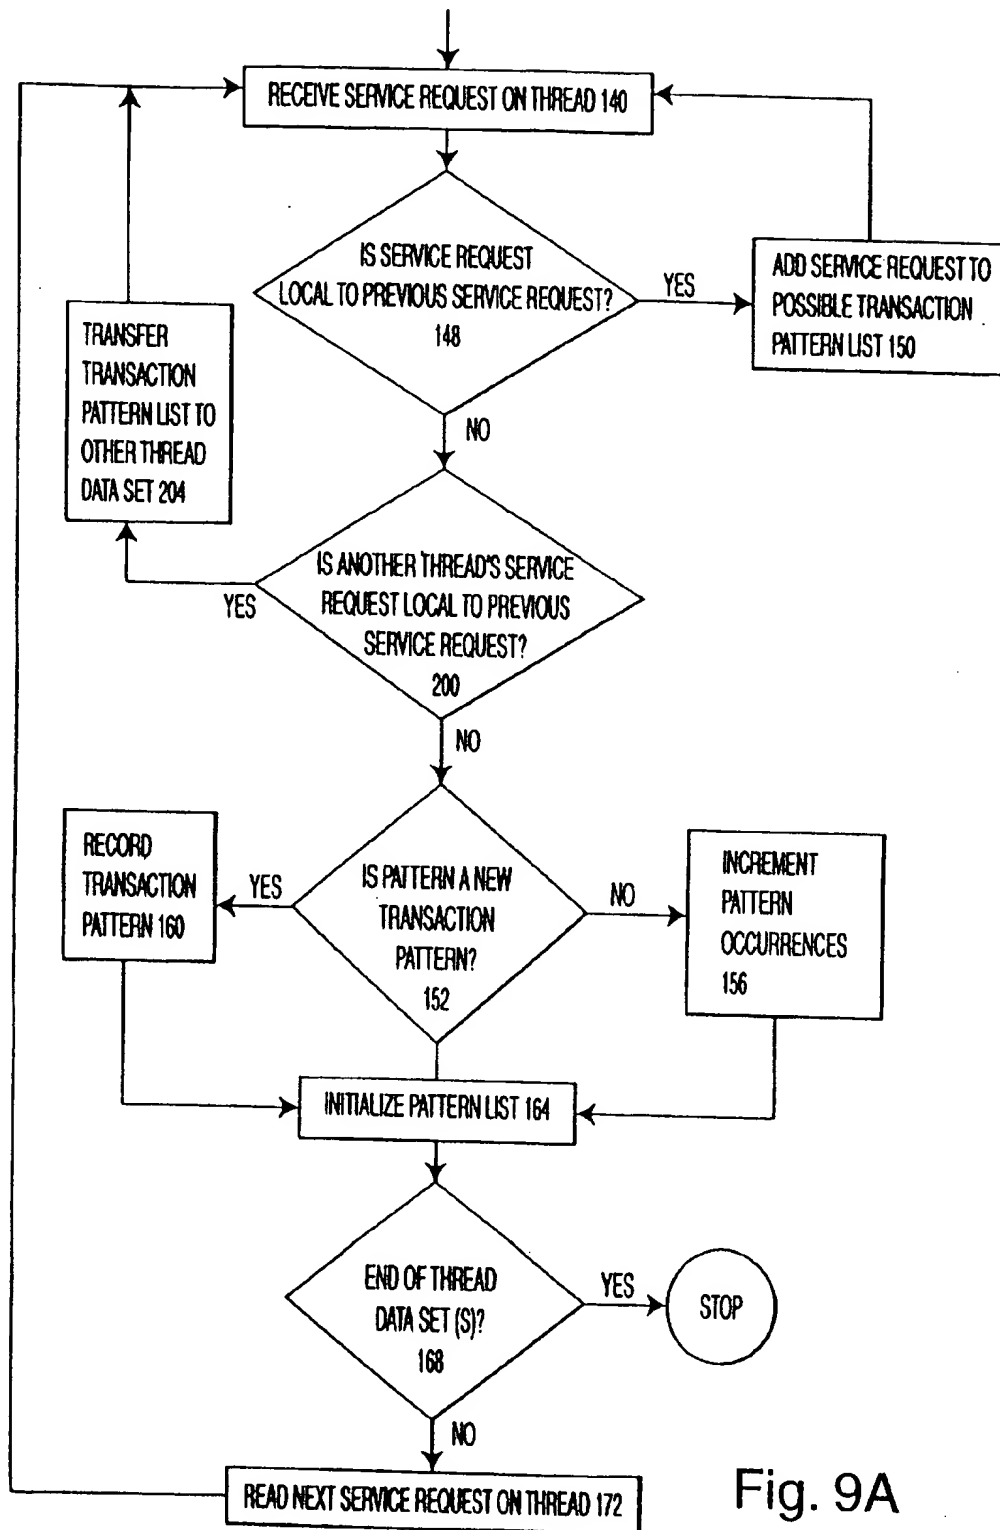 RECEIVE SERVICE REQUEST ON THREAD 140
IS SERVICE REQUEST
LOCAL TO PREVIOUS SERVICE REQUEST?
148
YES
ADD SERVICE REQUEST TO
POSSIBLE TRANSACTION
PATTERN LIST 150
TRANSFER
TRANSACTION
PATTERN LIST TO
OTHER THREAD
DATA SET 204
NO
IS ANOTHER THREAD'S SERVICE
REQUEST LOCAL TO PREVIOUS
SERVICE REQUEST?
200
YES
NO
RECORD
TRANSACTION
PATTERN 160
YES
IS PATTERN A NEW
TRANSACTION
PATTERN?
152
NO
INCREMENT
PATTERN
OCCURRENCES
156
INITIALIZE PATTERN LIST 164
END OF THREAD
DATA SET (S)?
168
YES
STOP
NO
READ NEXT SERVICE REQUEST ON THREAD 172
Fig. 9A